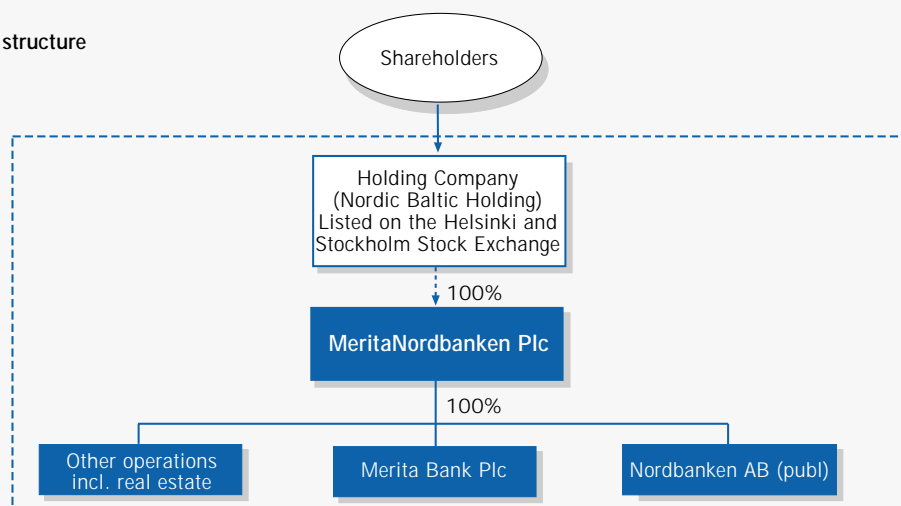 structure
Shareholders
Holding Company
(Nordic Baltic Holding)
Listed on the Helsinki and
Stockholm Stock Exchange
100%
MeritaNordbanken Plc
100%
Other operations
incl. real estate
Merita Bank Plc
Nordbanken AB (publ)